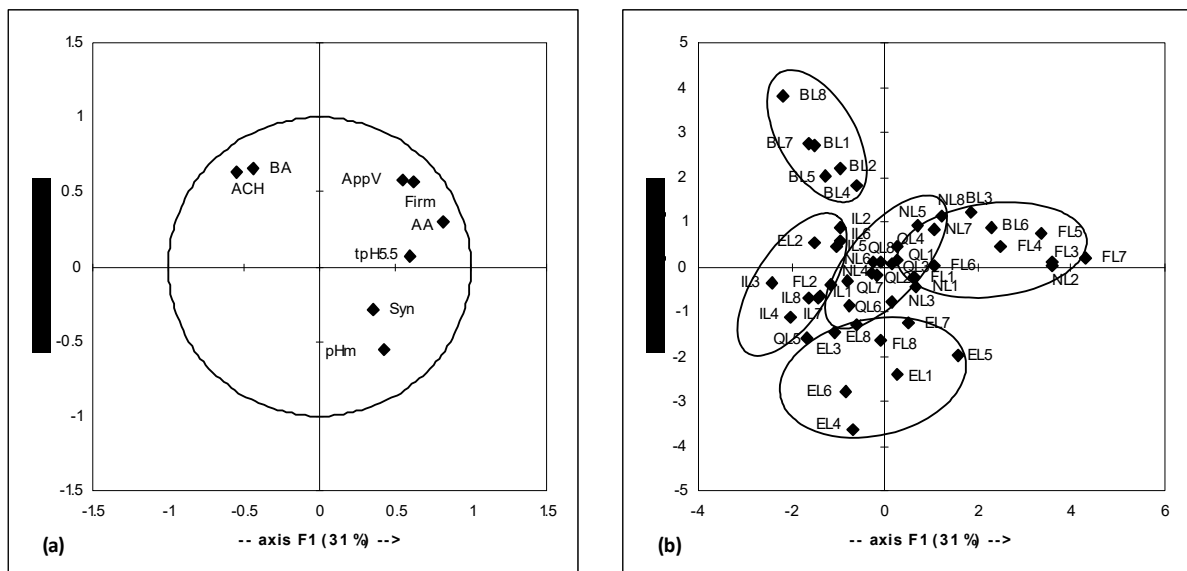 1.5
1
0.5
0
-0.5
-1
-1.5
-1.5
-1
-0.5
0
0.5
1
1.5
BA
ACH
AppV
Firm
AA
tpH5.5
Syn
pHm
(a)
-- axis F1 (31 %) -->
5
4
3
2
1
0
-1
-2
-3
-4
-5
-4
-2
0
2
4
6
BL8
BL7
BL1
BL2
BL5
BL4
NL8
BL3
NL5
IL2
BL6
FL5
NL7
EL2
IL6
QL4
IL5
QL8
FL4
FL3
QL1
NL6
FL7
FL6
NL4
QL3
NL2
IL3
FL2
QL2
FL1
IL8
IL1
QL7
NL1
IL4
IL7
QL6
NL3
QL5
EL8
EL7
EL3
FL8
EL5
EL1
EL6
EL4
(b)
-- axis F1 (31 %) -->